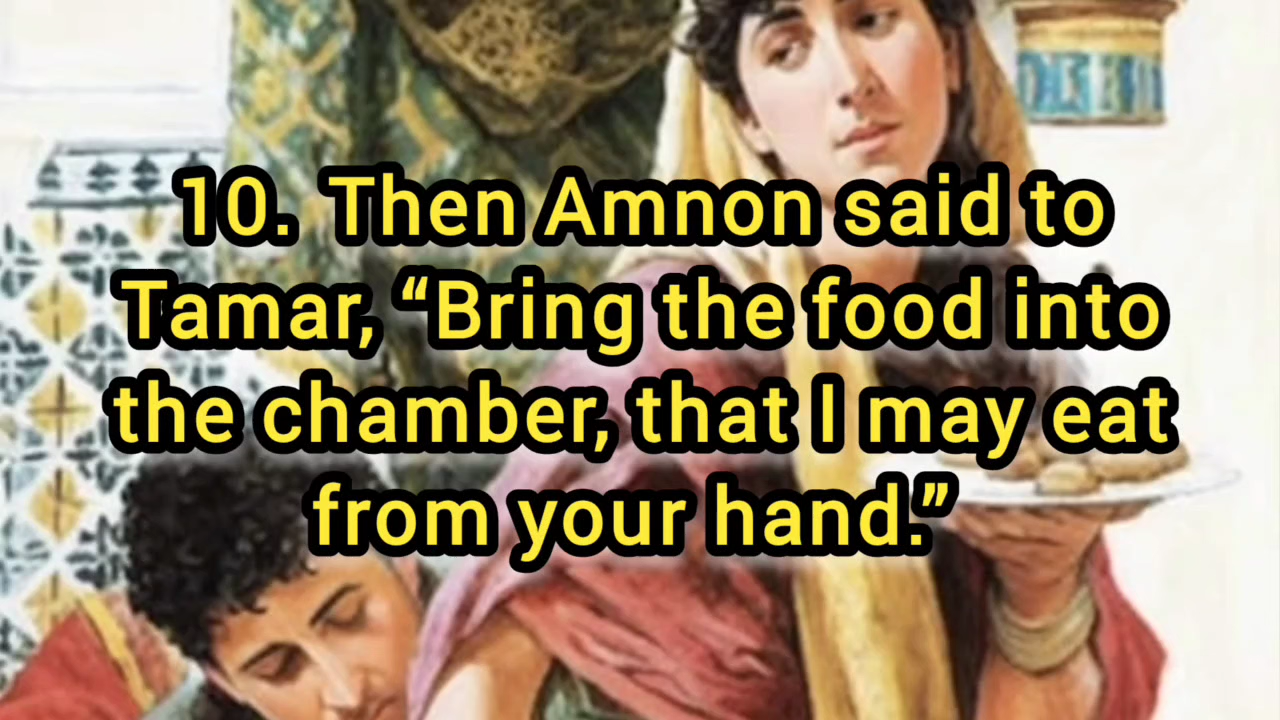 10. Then Amnon said to
Tamar, “Bring the food into
the chamber, that I may eat
from your hand.”